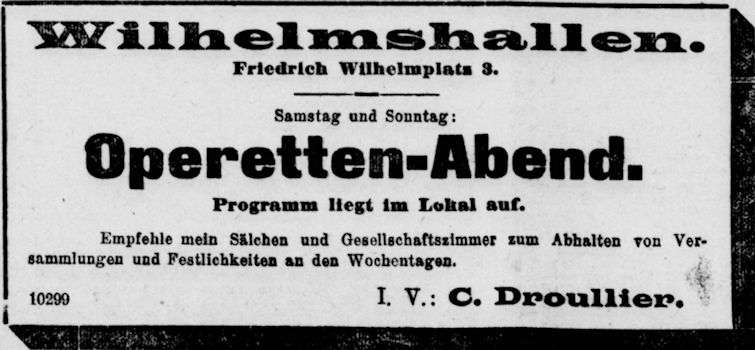 Wilhelmshallen.
Friedrich Wilhelmplatz 3.
Samstag und Sonntag:
Operetten-Abend.
Programm liegt im Lokal auf.
Empfehle mein Sälchen und Gesellschaftszimmer zum Abhalten von Ver-
sammlungen und Festlichkeiten an den Wochentagen.
10299 I. V.: C. Droullier.